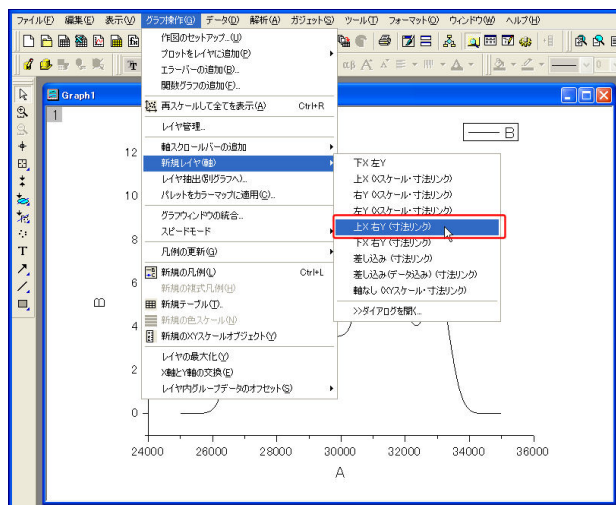 ファイル(F) 編集(E) 表示(V) グラフ操作(G) データ(D) 解析(A) ガジェット(S) ツール(T) フォーマット(O) ウィンドウ(W) ヘルプ(H)
作図のセットアップ...(U)
プロットをレイヤに追加(P)
エラーバーの追加(B)...
関数グラフの追加(F)...
再スケールして全てを表示(A) Ctrl+R
レイヤ管理...
軸スクロールバーの追加
新規レイヤ(軸)
レイヤ抽出(別グラフへ)...
パレットをカラーマップに適用(C)...
グラフウィンドウの統合...
スピードモード
凡例の更新(G)
新規の凡例(L) Ctrl+L
新規の複式凡例(H)
新規テーブル(T)...
新規の色スケール(N)
新規のXYスケールオブジェクト(Y)
レイヤの最大化(Y)
X軸とY軸の交換(E)
レイヤ内グループデータのオフセット(S)
下X 左Y
上X (Xスケール・寸法リンク)
右Y (Xスケール・寸法リンク)
左Y (Xスケール・寸法リンク)
上X 右Y (寸法リンク)
下X 右Y (寸法リンク)
差し込み (寸法リンク)
差し込み(データ込み) (寸法リンク)
軸なし (XYスケール・寸法リンク)
>>ダイアログを開く...
Graph1
1
B
12
10
8
6
4
2
0
B
24000 26000 28000 30000 32000 34000 36000
A